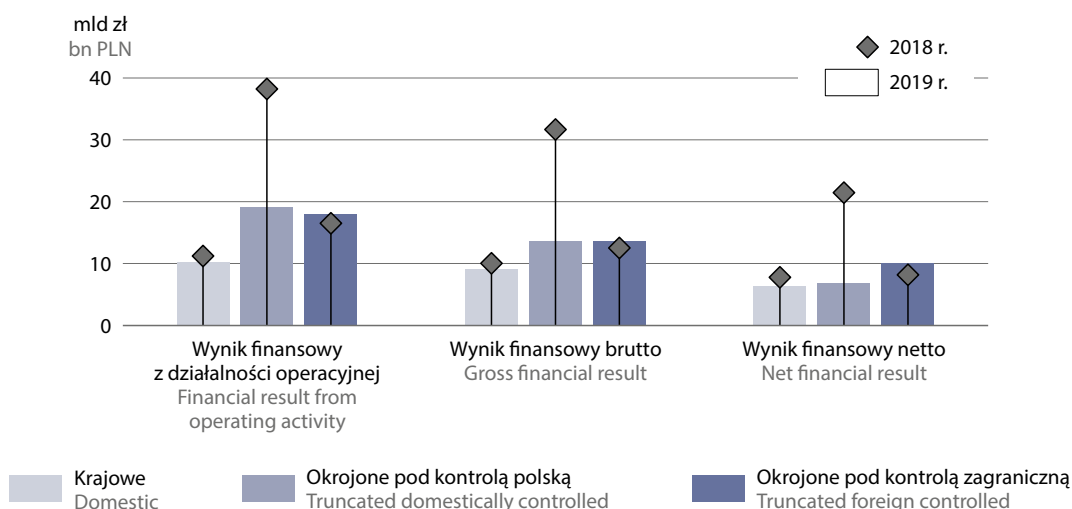 mld zł
bn PLN
2018 r.
2019 r.
40
30
20
10
0
Wynik finansowy
z działalności operacyjnej
Financial result from
operating activity
Wynik finansowy brutto
Gross financial result
Wynik finansowy netto
Net financial result
Krajowe
Domestic
Okrojone pod kontrolą polską
Truncated domestically controlled
Okrojone pod kontrolą zagraniczną
Truncated foreign controlled